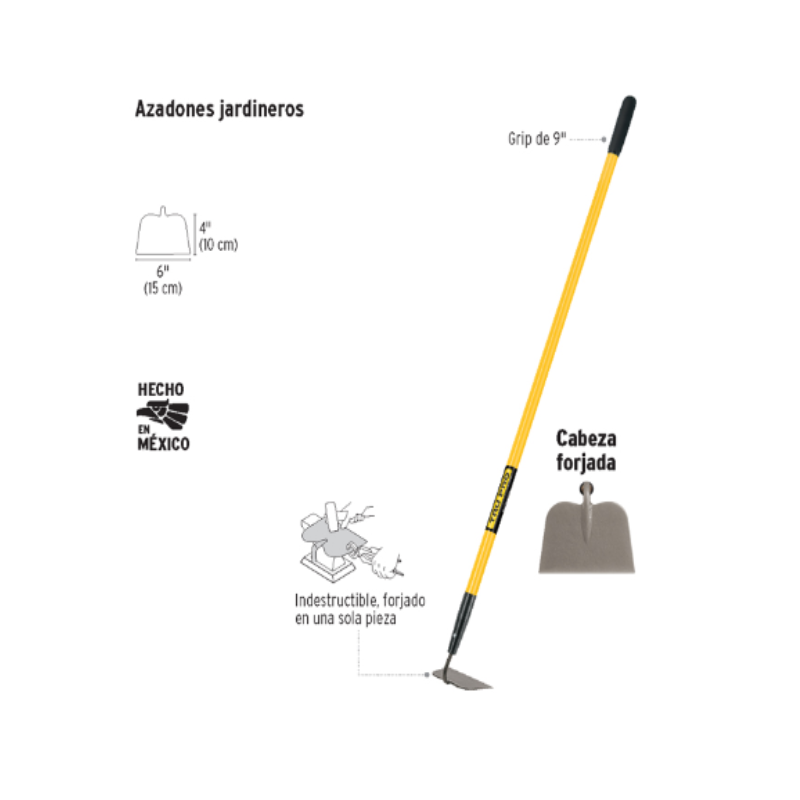 Azadones jardineros
Grip de 9"
4"
(10 cm)
6"
(15 cm)
HECHO
EN
MÉXICO
Cabeza
forjada
Indestructible, forjado
en una sola pieza